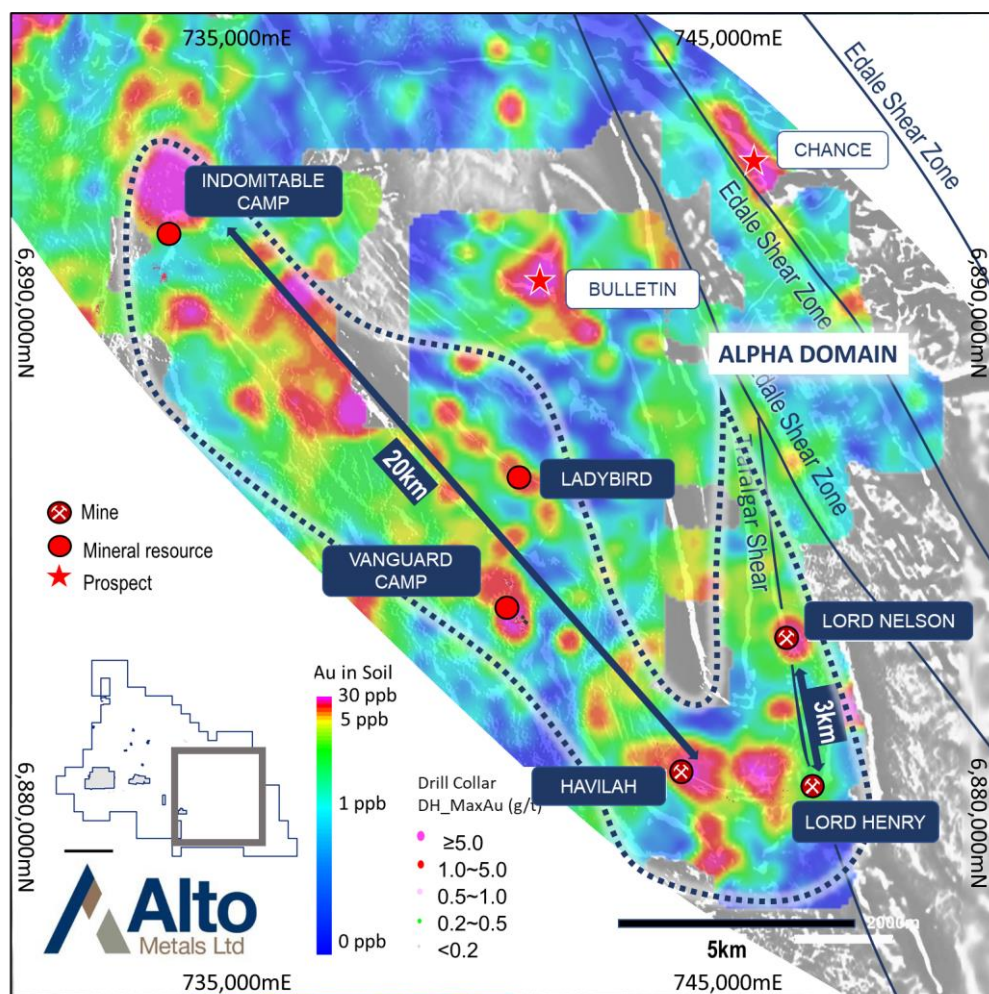 735,000mE
745,000mE
Edale Shear Zone
CHANCE
INDOMITABLE
CAMP
Edale Shear Zone
6,890,000mN
6,890,000mN
BULLETIN
ALPHA DOMAIN
Edale Shear Zone
Trafalgar Shear
20km
LADYBIRD
Mine
Mineral resource
Prospect
VANGUARD
CAMP
LORD NELSON
3km
Au in Soil
30 ppb
5 ppb
1 ppb
0 ppb
HAVILAH
LORD HENRY
6,880,000mN
6,880,000mN
Drill Collar
DH_MaxAu (g/t)
≥5.0
1.0~5.0
0.5~1.0
0.2~0.5
<0.2
Alto
Metals Ltd
2000m
5km
735,000mE
745,000mE